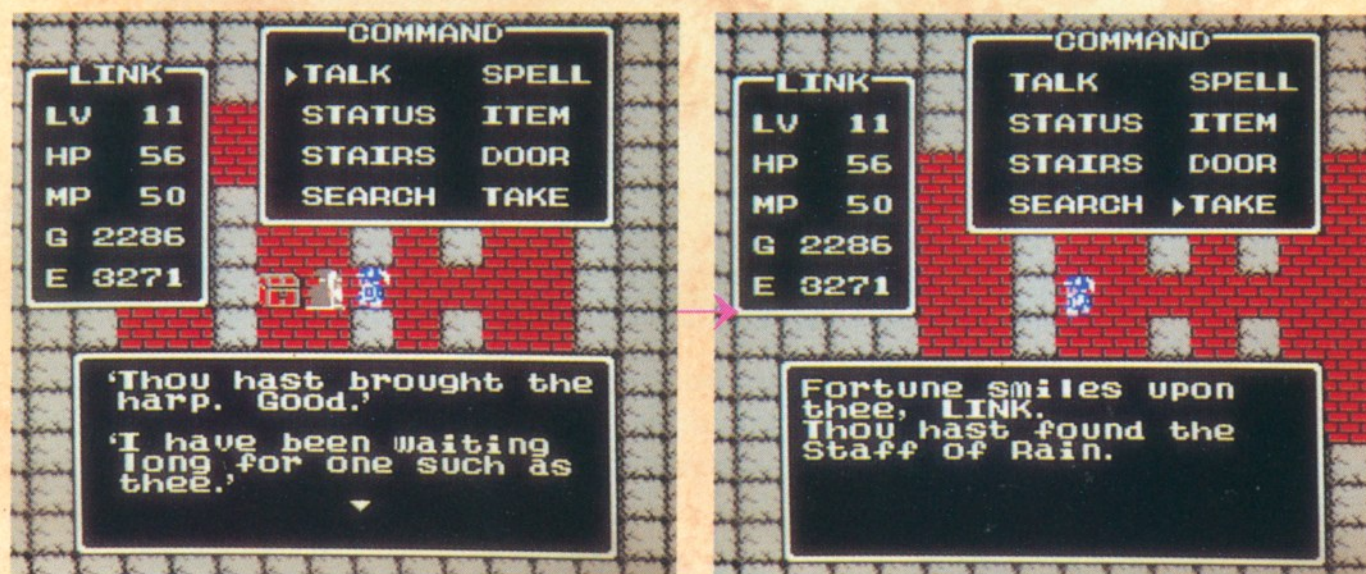 COMMAND
TALK SPELL
STATUS ITEM
STAIRS DOOR
SEARCH TAKE
LINK
LV 11
HP 56
MP 50
G 2286
E 3271
‘Thou hast brought the
harp. Good.’
‘I have been waiting
long for one such as
thee.’
COMMAND
TALK SPELL
STATUS ITEM
STAIRS DOOR
SEARCH TAKE
LINK
LV 11
HP 56
MP 50
G 2286
E 3271
Fortune smiles upon
thee, LINK.
Thou hast found the
Staff of Rain.